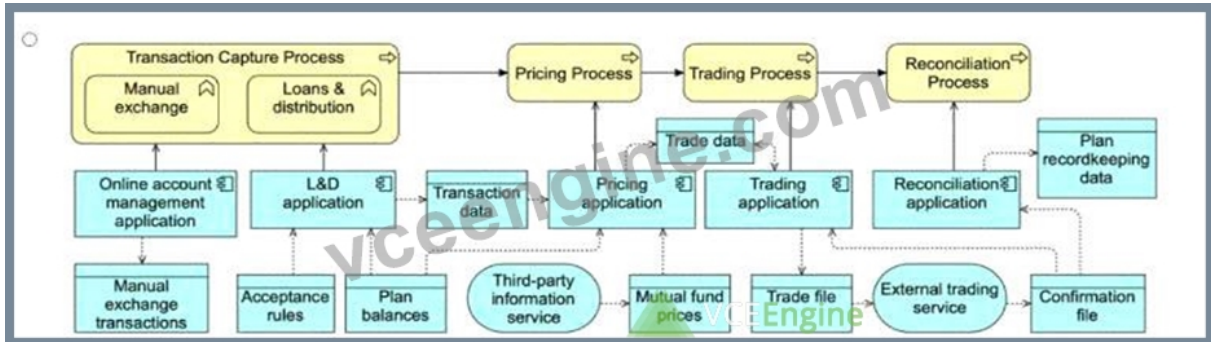 Transaction Capture Process
Manual
exchange
Loans &
distribution
Pricing Process
Trading Process
Reconciliation
Process
Trade data
Plan
recordkeeping
data
Online account
management
application
L&D
application
Transaction
data
Pricing
application
Trading
application
Reconciliation
application
Manual
exchange
transactions
Acceptance
rules
Plan
balances
Third-party
information
service
Mutual fund
prices
Trade file
External trading
service
Confirmation
file
vceengine.com
VCEEngine